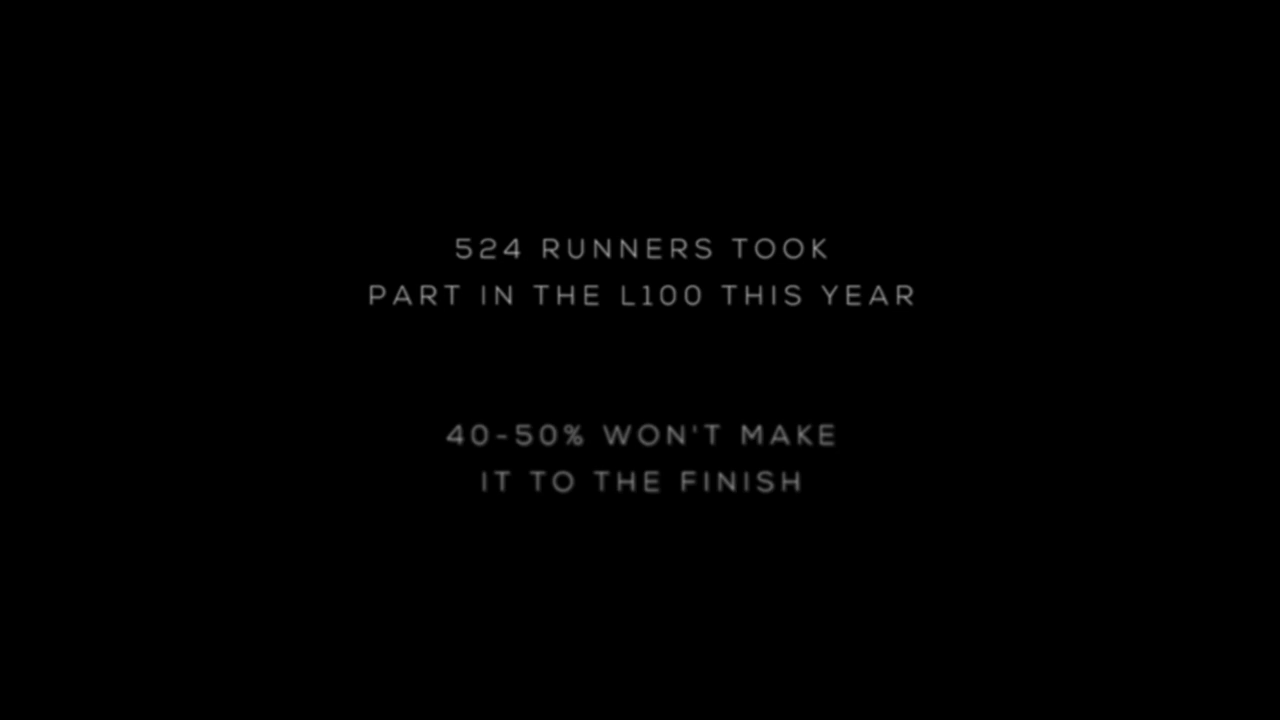 524 RUNNERS TOOK
PART IN THE L100 THIS YEAR
40-50% WON'T MAKE
IT TO THE FINISH